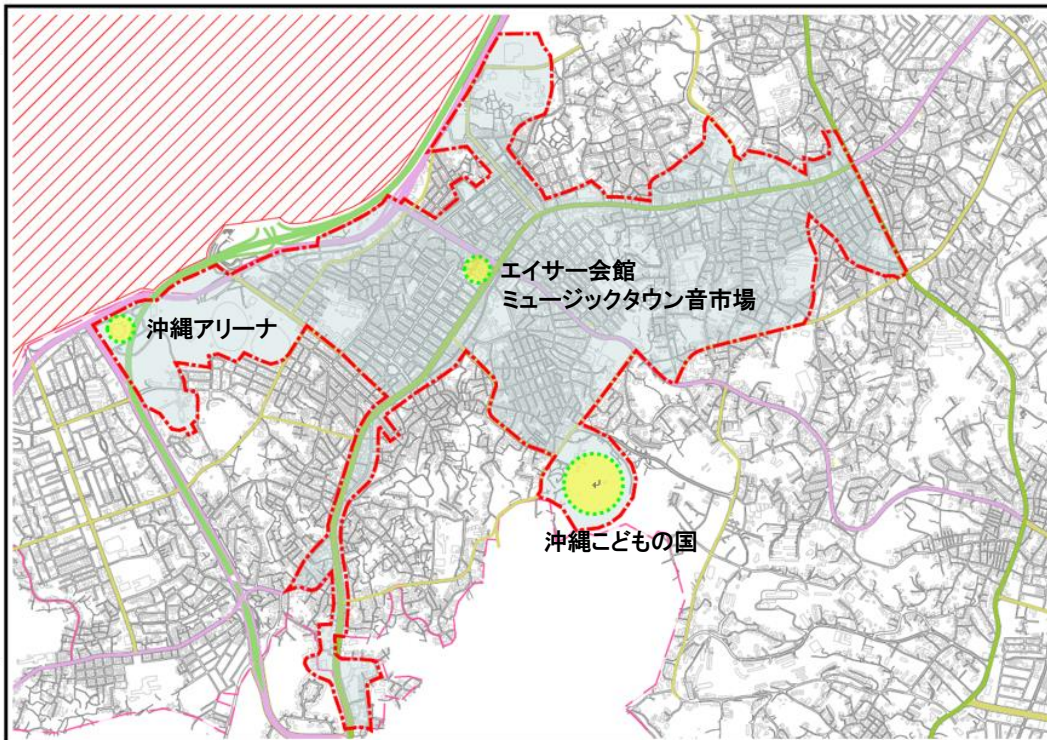 エイサー会館
ミュージックタウン音市場
沖縄アリーナ
沖縄こどもの国